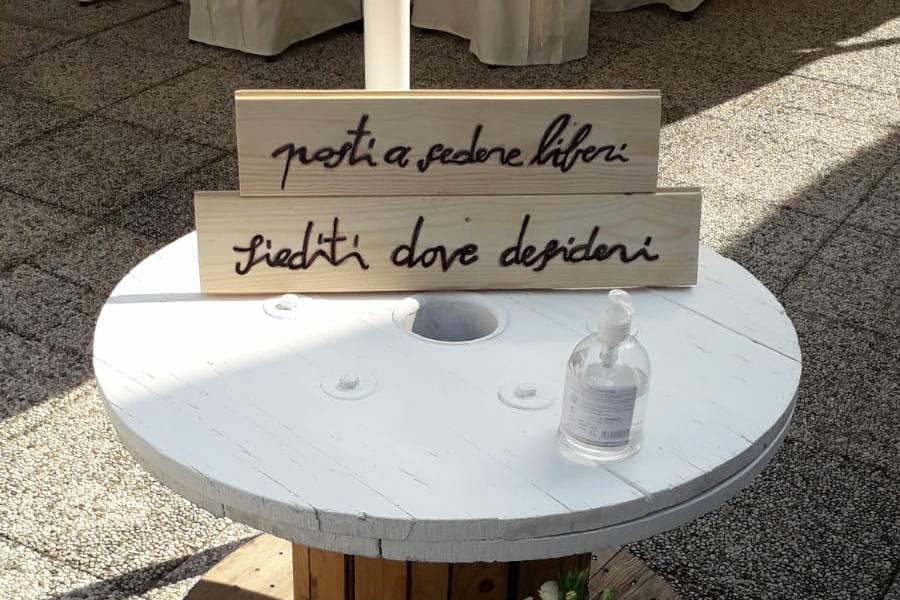 posti a sedere liberi
siediti dove desideri